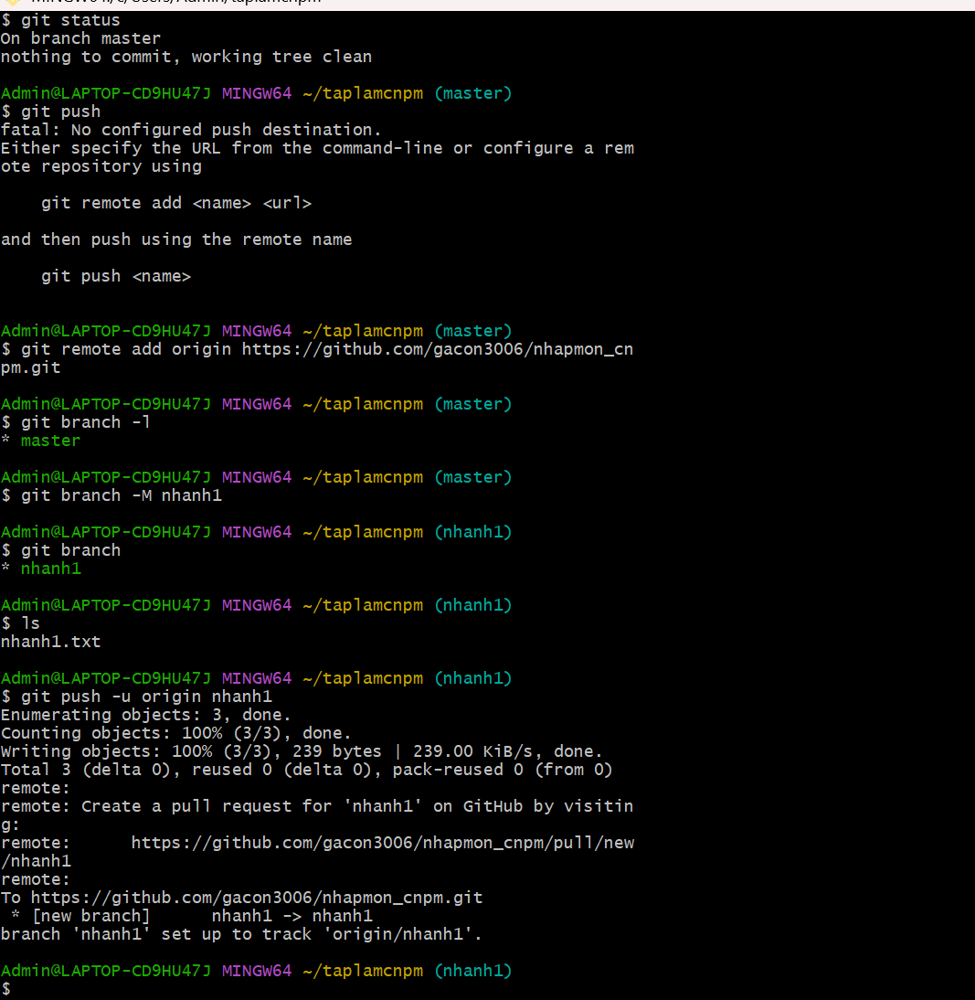 $ git status
On branch master
nothing to commit, working tree clean
Admin@LAPTOP-CD9HU47J MINGW64 ~/taplamcnpm (master)
$ git push
fatal: No configured push destination.
Either specify the URL from the command-line or configure a rem
ote repository using
git remote add <name> <url>
and then push using the remote name
git push <name>
Admin@LAPTOP-CD9HU47J MINGW64 ~/taplamcnpm (master)
$ git remote add origin https://github.com/gacon3006/nhapmon_cn
pm.git
Admin@LAPTOP-CD9HU47J MINGW64 ~/taplamcnpm (master)
$ git branch -l
* master
Admin@LAPTOP-CD9HU47J MINGW64 ~/taplamcnpm (master)
$ git branch -M nhanh1
Admin@LAPTOP-CD9HU47J MINGW64 ~/taplamcnpm (nhanh1)
$ git branch
* nhanh1
Admin@LAPTOP-CD9HU47J MINGW64 ~/taplamcnpm (nhanh1)
$ ls
nhanh1.txt
Admin@LAPTOP-CD9HU47J MINGW64 ~/taplamcnpm (nhanh1)
$ git push -u origin nhanh1
Enumerating objects: 3, done.
Counting objects: 100% (3/3), done.
Writing objects: 100% (3/3), 239 bytes | 239.00 KiB/s, done.
Total 3 (delta 0), reused 0 (delta 0), pack-reused 0 (from 0)
remote:
remote: Create a pull request for 'nhanh1' on GitHub by visitin
g:
remote:      https://github.com/gacon3006/nhapmon_cnpm/pull/new
/nhanh1
remote:
To https://github.com/gacon3006/nhapmon_cnpm.git
* [new branch]      nhanh1 -> nhanh1
branch 'nhanh1' set up to track 'origin/nhanh1'.
Admin@LAPTOP-CD9HU47J MINGW64 ~/taplamcnpm (nhanh1)
$